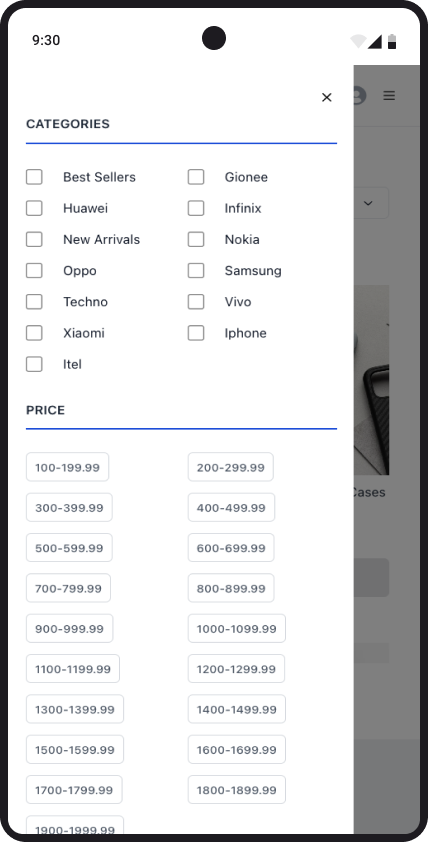 9:30
CATEGORIES
Best Sellers
Gionee
Huawei
Infinix
New Arrivals
Nokia
Oppo
Samsung
Techno
Vivo
Xiaomi
Iphone
Itel
PRICE
100-199.99
200-299.99
300-399.99
400-499.99
500-599.99
600-699.99
700-799.99
800-899.99
900-999.99
1000-1099.99
1100-1199.99
1200-1299.99
1300-1399.99
1400-1499.99
1500-1599.99
1600-1699.99
1700-1799.99
1800-1899.99
1900-1999.99
Cases